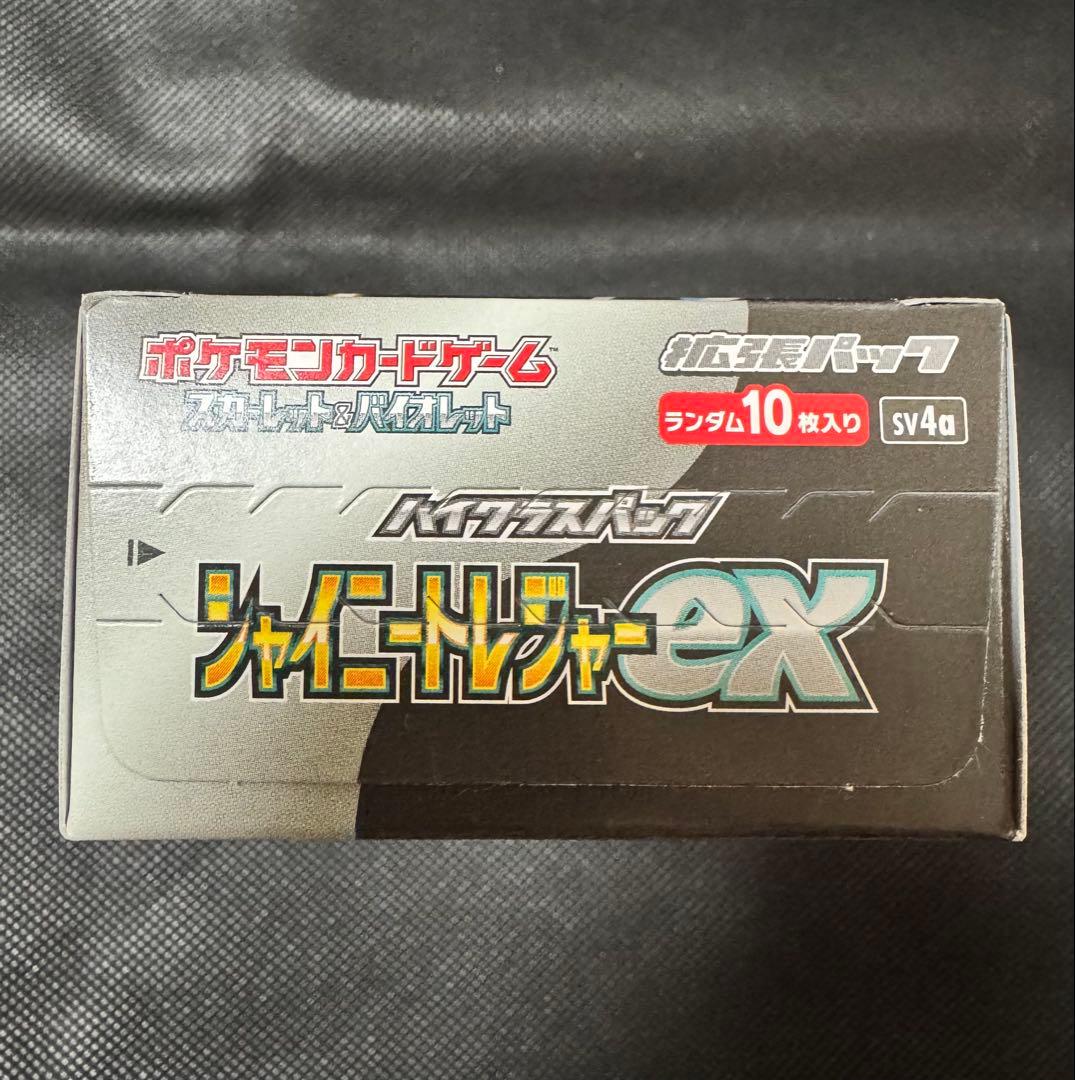 ポケモンカードゲーム™
スカーレット&バイオレット
拡張パック
ランダム10枚入り
sv4a
ハイクラスパック
シャイニートレジャーex